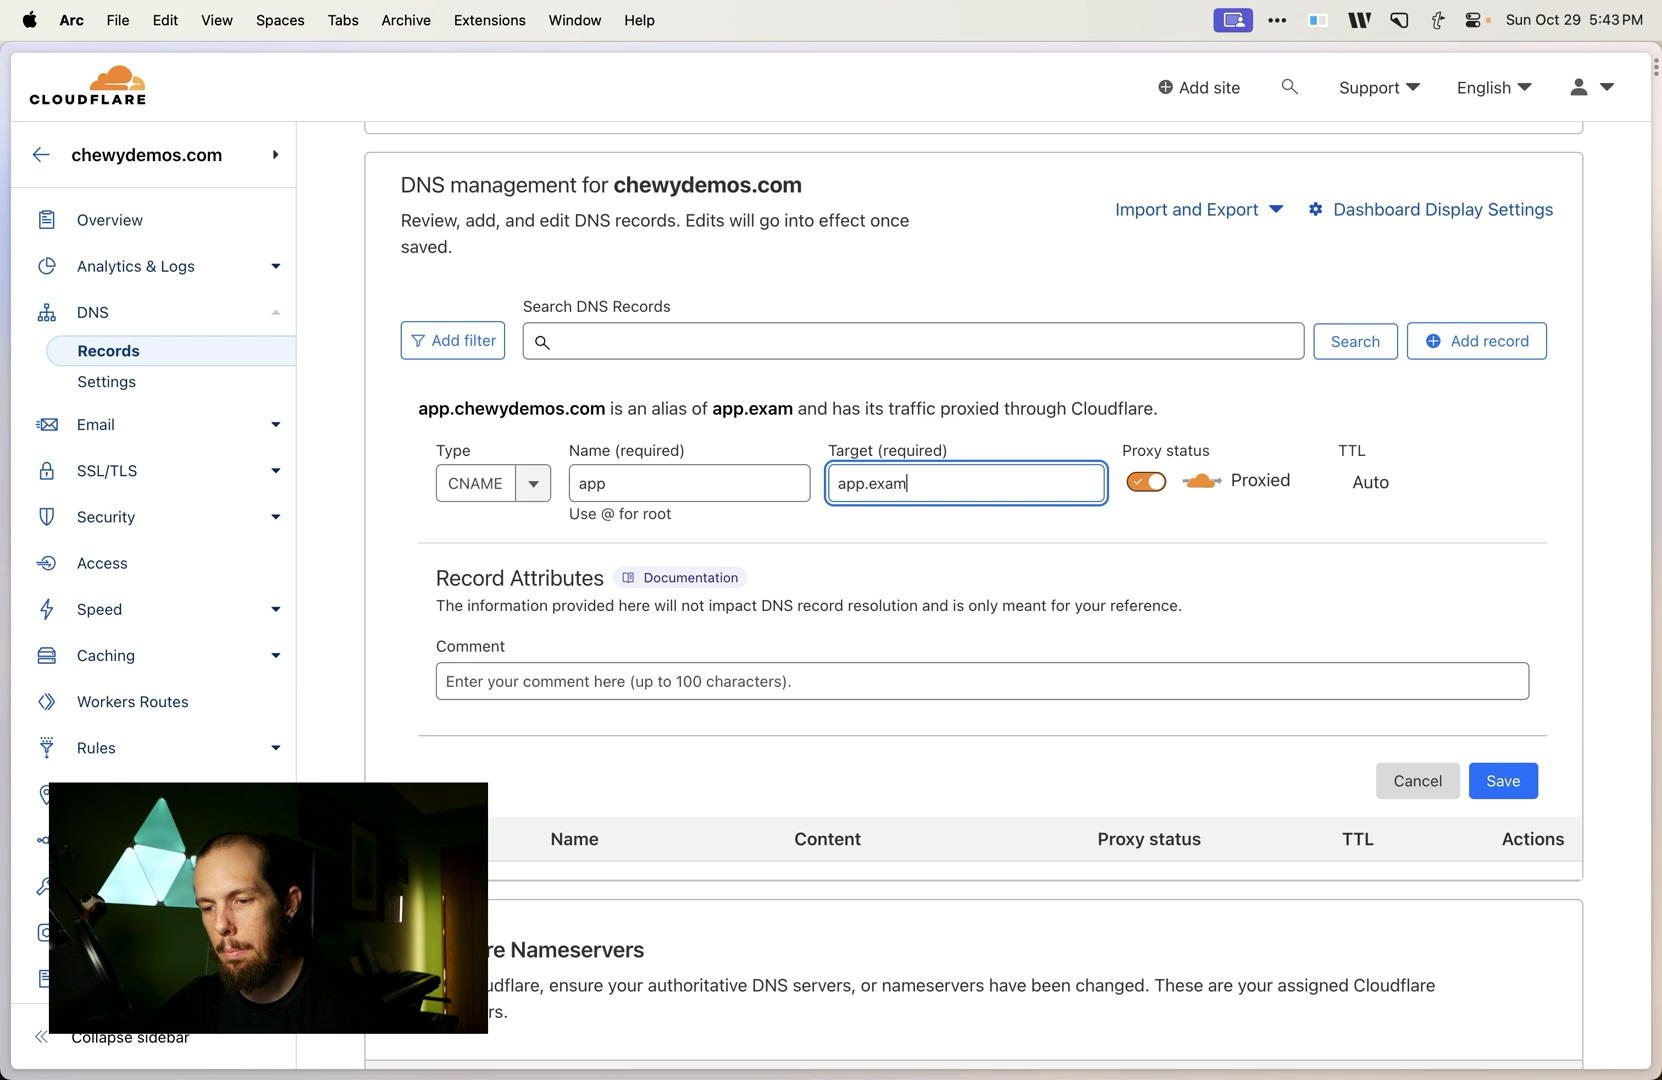 Arc File Edit View Spaces Tabs Archive Extensions Window Help Sun Oct 29 5:43 PM
CLOUDFLARE
Add site Support English
chewydemos.com
Overview
Analytics & Logs
DNS
Records
Settings
Email
SSL/TLS
Security
Access
Speed
Caching
Workers Routes
Rules
Collapse sidebar
DNS management for chewydemos.com
Review, add, and edit DNS records. Edits will go into effect once
saved.
Import and Export Dashboard Display Settings
Search DNS Records
Add filter Search Add record
app.chewydemos.com is an alias of app.exam and has its traffic proxied through Cloudflare.
Type Name (required) Target (required) Proxy status TTL
CNAME app app.exam Proxied Auto
Use @ for root
Record Attributes Documentation
The information provided here will not impact DNS record resolution and is only meant for your reference.
Comment
Enter your comment here (up to 100 characters).
Cancel Save
Name Content Proxy status TTL Actions
re Nameservers
udflare, ensure your authoritative DNS servers, or nameservers have been changed. These are your assigned Cloudflare
rs.